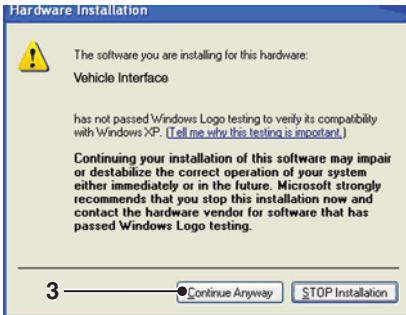 Hardware Installation
The software you are installing for this hardware:
Vehicle Interface
has not passed Windows Logo testing to verify its compatibility
with Windows XP. (Tell me why this testing is important.)
Continuing your installation of this software may impair
or destabilize the correct operation of your system
either immediately or in the future. Microsoft strongly
recommends that you stop this installation now and
contact the hardware vendor for software that has
passed Windows Logo testing.
3
Continue Anyway STOP Installation